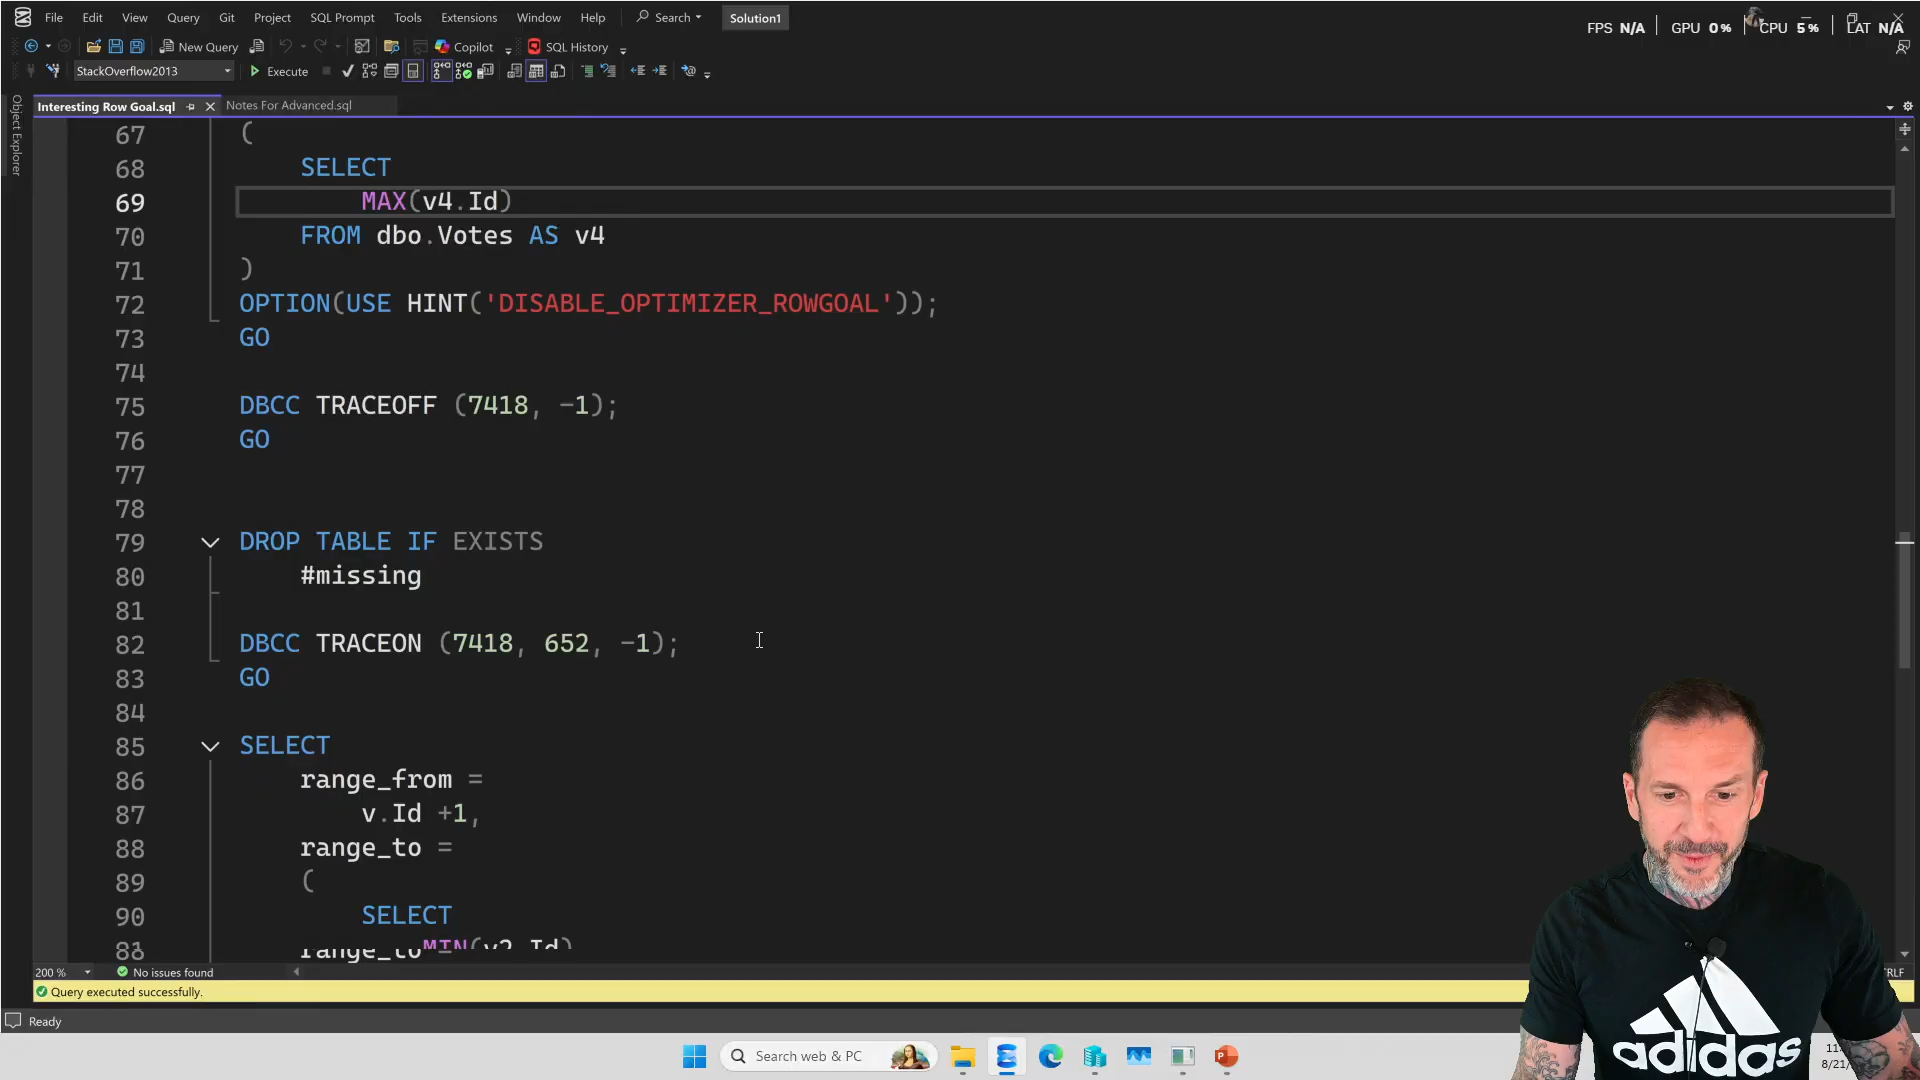 File Edit View Query Git Project SQL Prompt Tools Extensions Window Help Search Solution1
FPS N/A GPU 0% CPU 5% LAT N/A
New Query Copilot SQL History
StackOverflow2013 Execute
Object Explorer
Interesting Row Goal.sql Notes For Advanced.sql
67 (
68 SELECT
69 MAX(v4.Id)
70 FROM dbo.Votes AS v4
71 )
72 OPTION(USE HINT('DISABLE_OPTIMIZER_ROWGOAL'));
73 GO
74
75 DBCC TRACEOFF (7418, -1);
76 GO
77
78
79 DROP TABLE IF EXISTS
80 #missing
81
82 DBCC TRACEON (7418, 652, -1);
83 GO
84
85 SELECT
86 range_from =
87 v.Id +1,
88 range_to =
89 (
90 SELECT
200 % No issues found
Query executed successfully.
Ready
Search web & PC
adidas